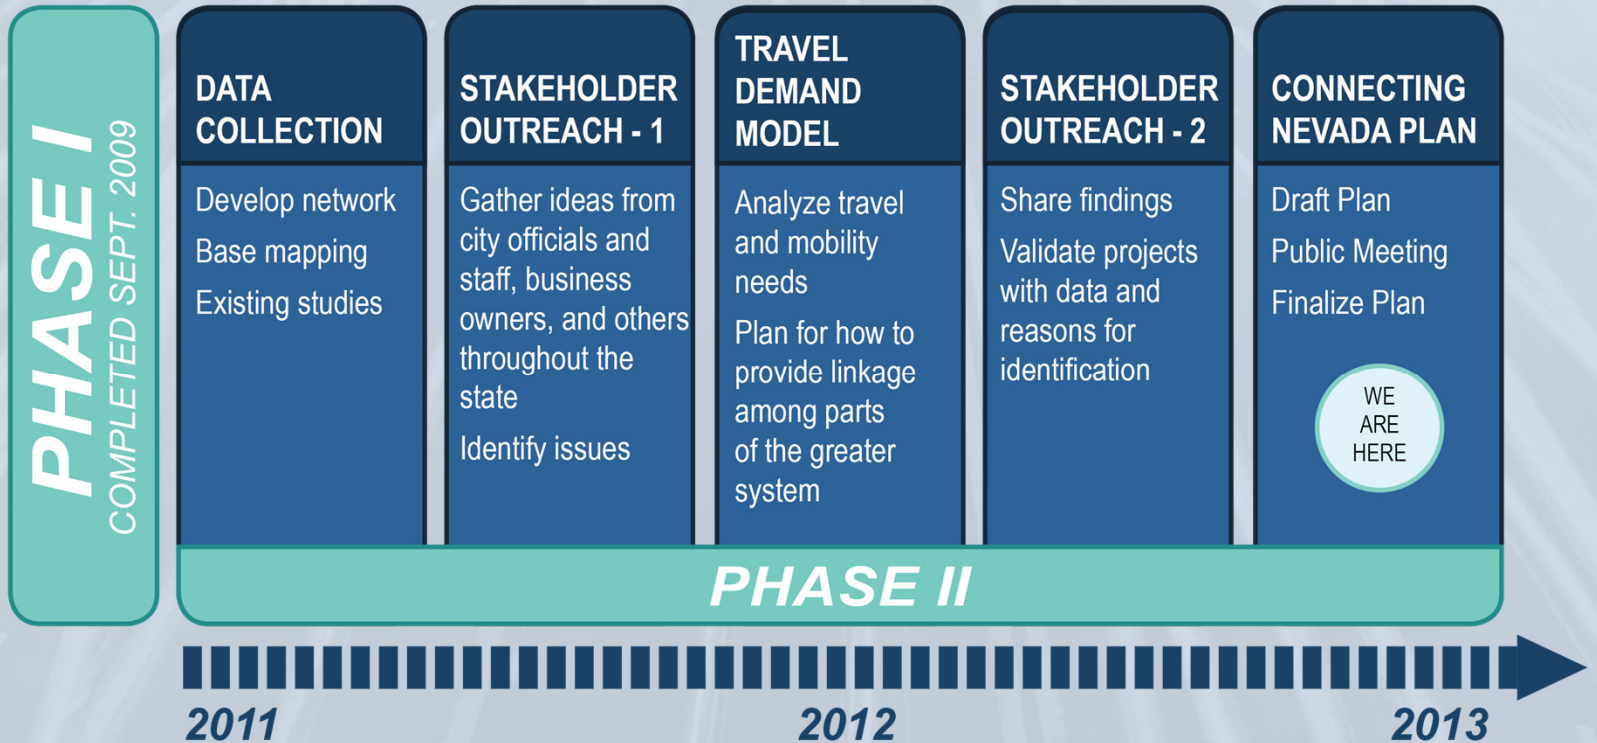 PHASE I
COMPLETED SEPT. 2009
DATA
COLLECTION
Develop network
Base mapping
Existing studies
STAKEHOLDER
OUTREACH - 1
Gather ideas from
city officials and
staff, business
owners, and others
throughout the
state
Identify issues
TRAVEL
DEMAND
MODEL
Analyze travel
and mobility
needs
Plan for how to
provide linkage
among parts
of the greater
system
STAKEHOLDER
OUTREACH - 2
Share findings
Validate projects
with data and
reasons for
identification
CONNECTING
NEVADA PLAN
Draft Plan
Public Meeting
Finalize Plan
WE
ARE
HERE
PHASE II
2011
2012
2013